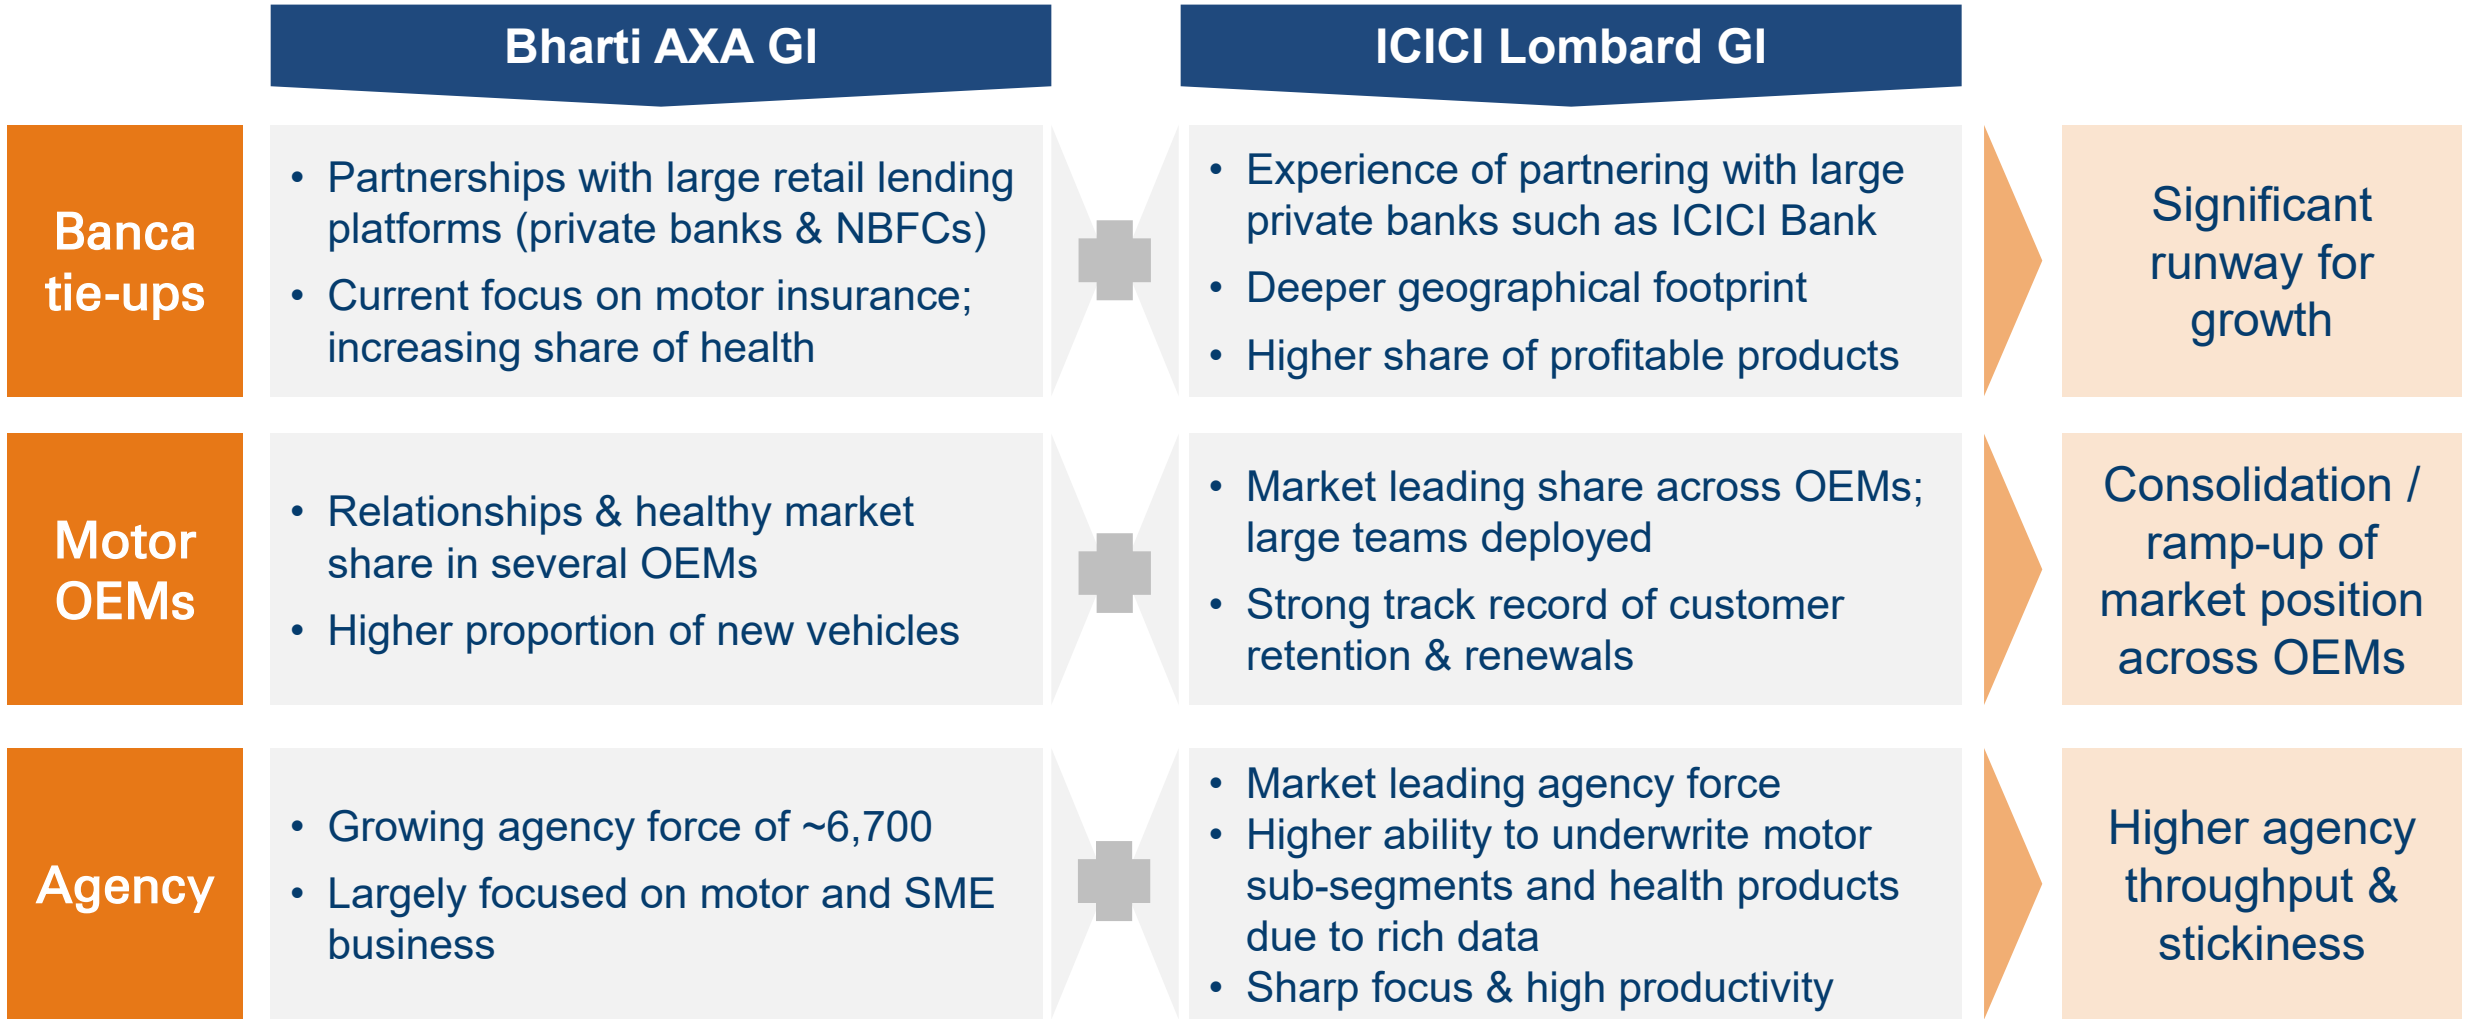 Bharti AXA GI
ICICI Lombard GI
Banca
tie-ups
• Partnerships with large retail lending
platforms (private banks & NBFCs)
• Current focus on motor insurance;
increasing share of health
• Experience of partnering with large
private banks such as ICICI Bank
• Deeper geographical footprint
• Higher share of profitable products
Significant
runway for
growth
Motor
OEMs
• Relationships & healthy market
share in several OEMs
• Higher proportion of new vehicles
• Market leading share across OEMs;
large teams deployed
• Strong track record of customer
retention & renewals
Consolidation /
ramp-up of
market position
across OEMs
Agency
• Growing agency force of ~6,700
• Largely focused on motor and SME
business
• Market leading agency force
• Higher ability to underwrite motor
sub-segments and health products
due to rich data
• Sharp focus & high productivity
Higher agency
throughput &
stickiness